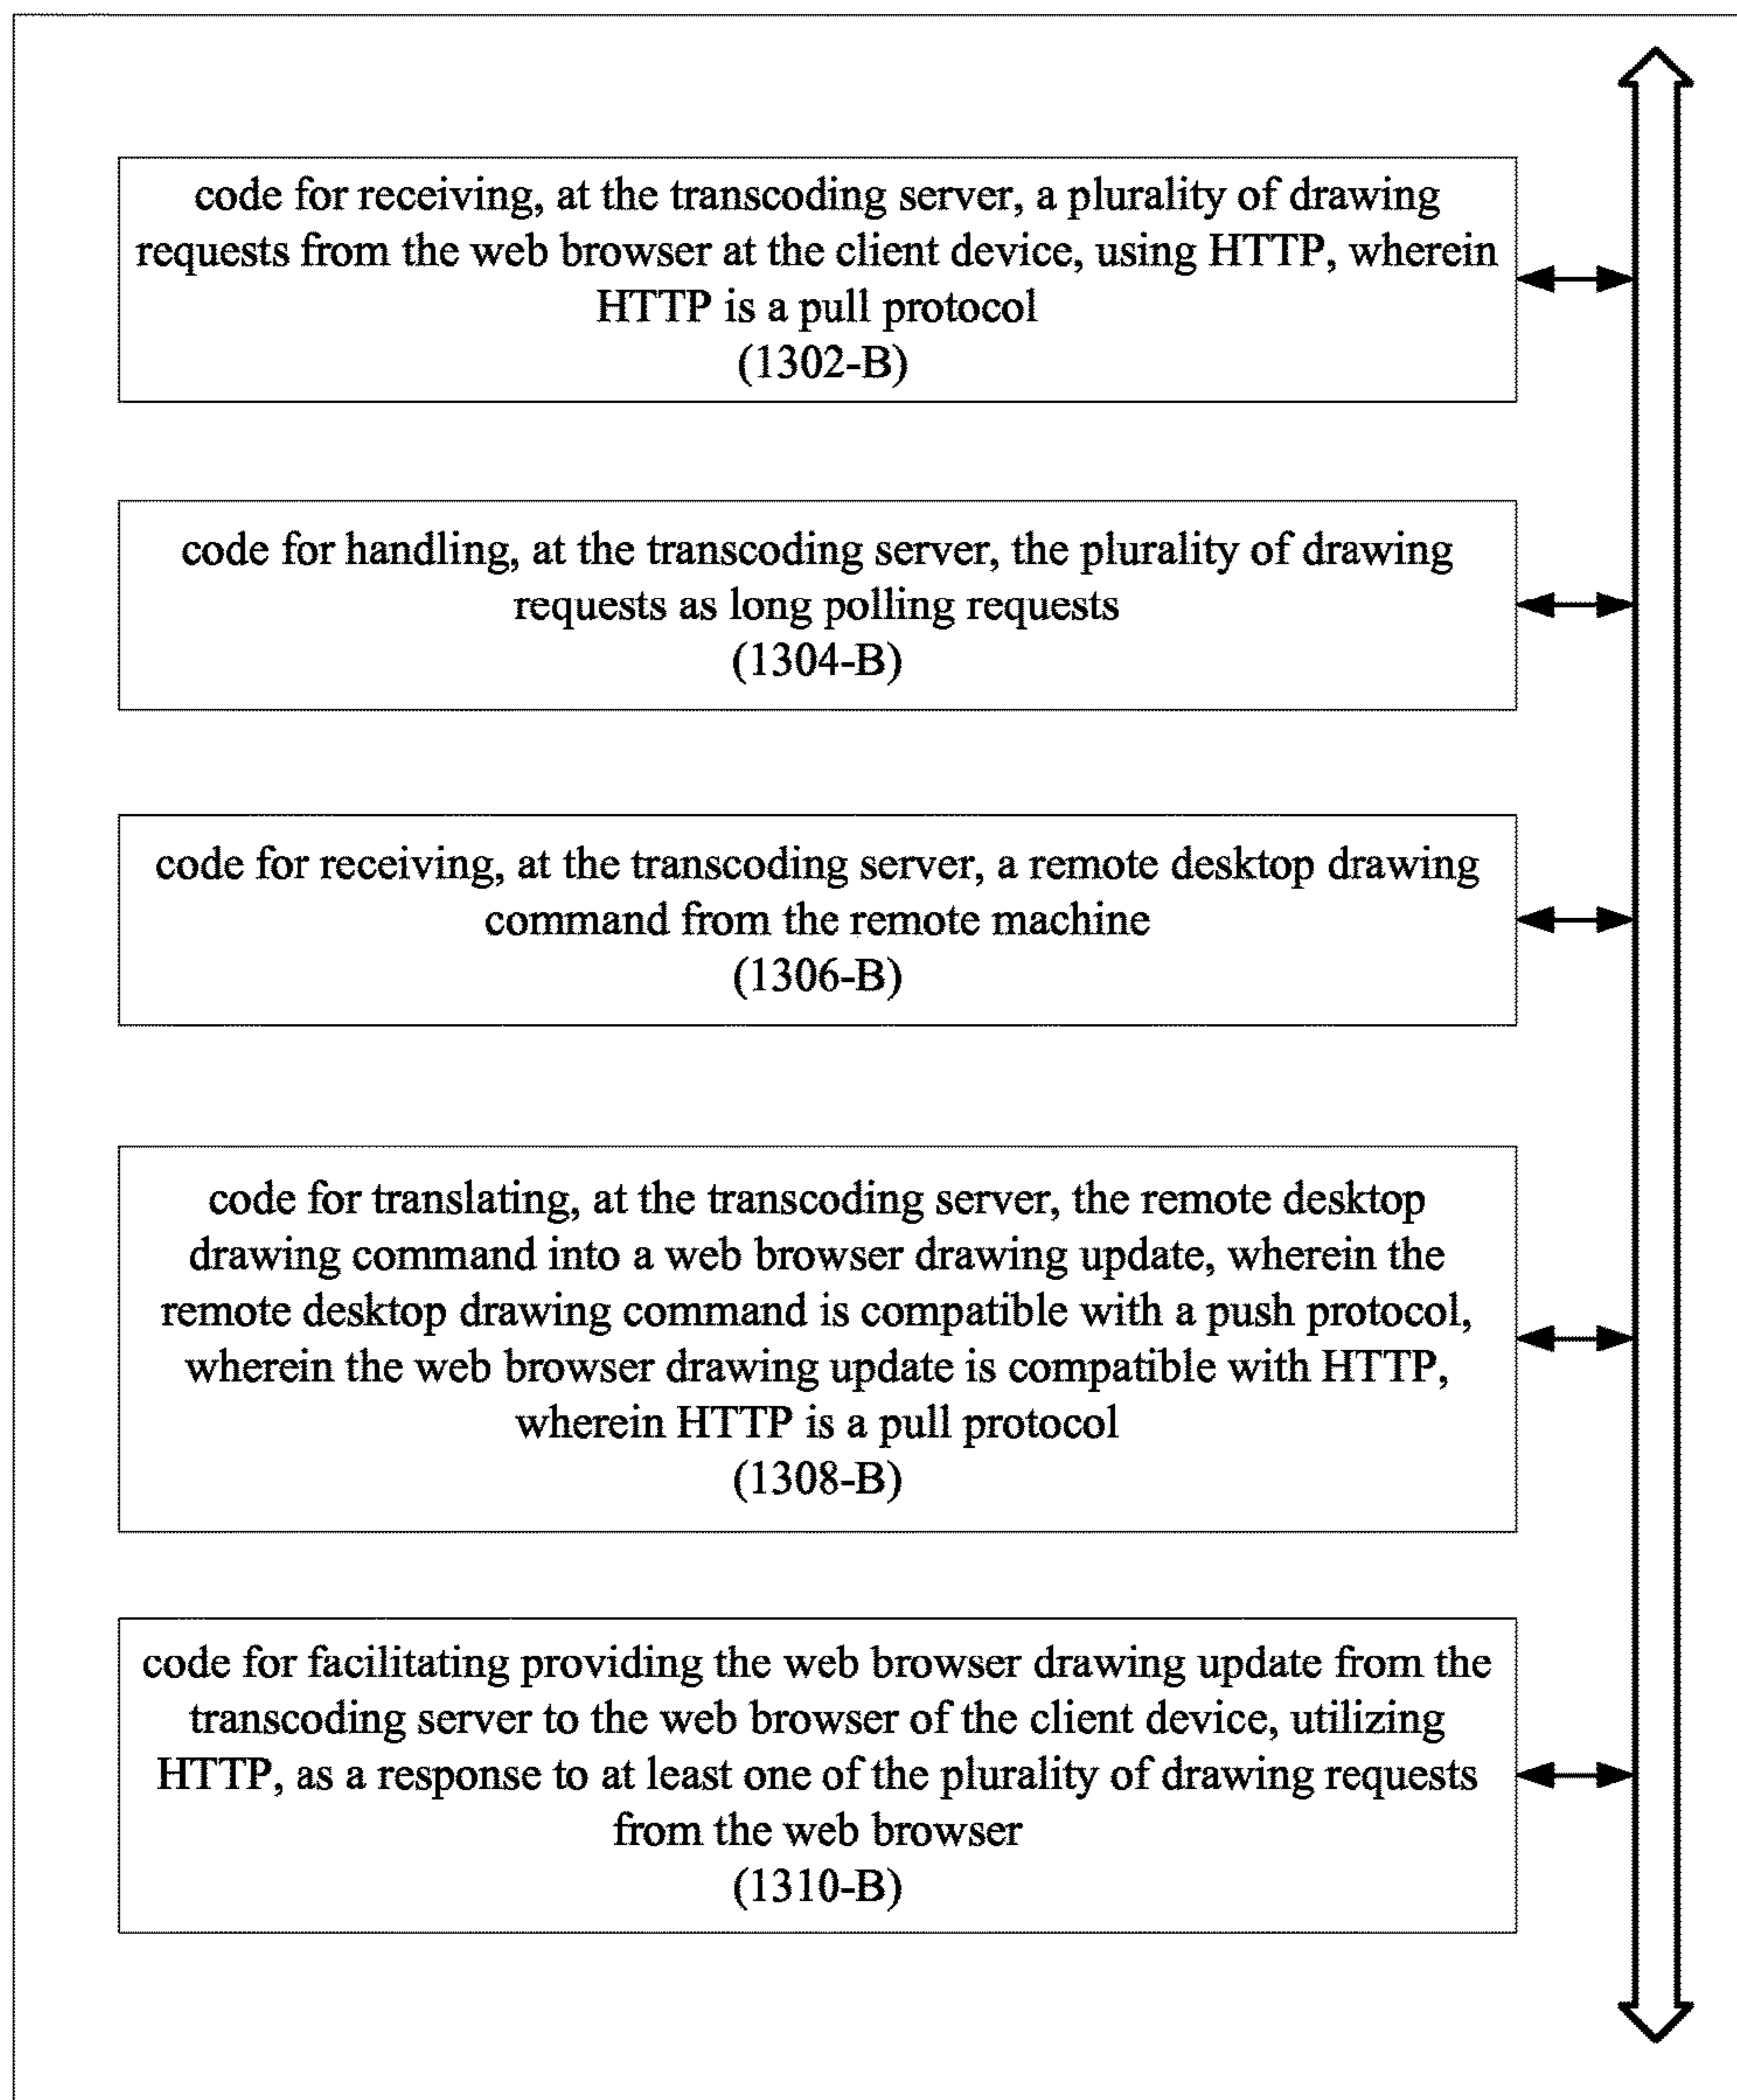 code for receiving, at the transcoding server, a plurality of drawing
requests from the web browser at the client device, using HTTP, wherein
HTTP is a pull protocol
(1302-B)
code for handling, at the transcoding server, the plurality of drawing
requests as long polling requests
(1304-B)
code for receiving, at the transcoding server, a remote desktop drawing
command from the remote machine
(1306-B)
code for translating, at the transcoding server, the remote desktop
drawing command into a web browser drawing update, wherein the
remote desktop drawing command is compatible with a push protocol,
wherein the web browser drawing update is compatible with HTTP,
wherein HTTP is a pull protocol
(1308-B)
code for facilitating providing the web browser drawing update from the
transcoding server to the web browser of the client device, utilizing
HTTP, as a response to at least one of the plurality of drawing requests
from the web browser
(1310-B)